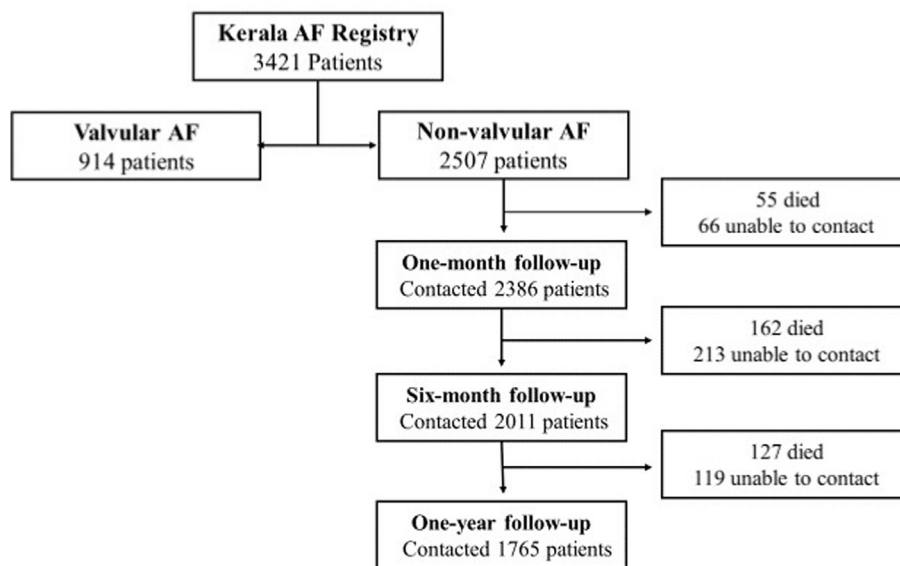 Kerala AF Registry
3421 Patients
Valvular AF
914 patients
Non-valvular AF
2507 patients
55 died
66 unable to contact
One-month follow-up
Contacted 2386 patients
162 died
213 unable to contact
Six-month follow-up
Contacted 2011 patients
127 died
119 unable to contact
One-year follow-up
Contacted 1765 patients